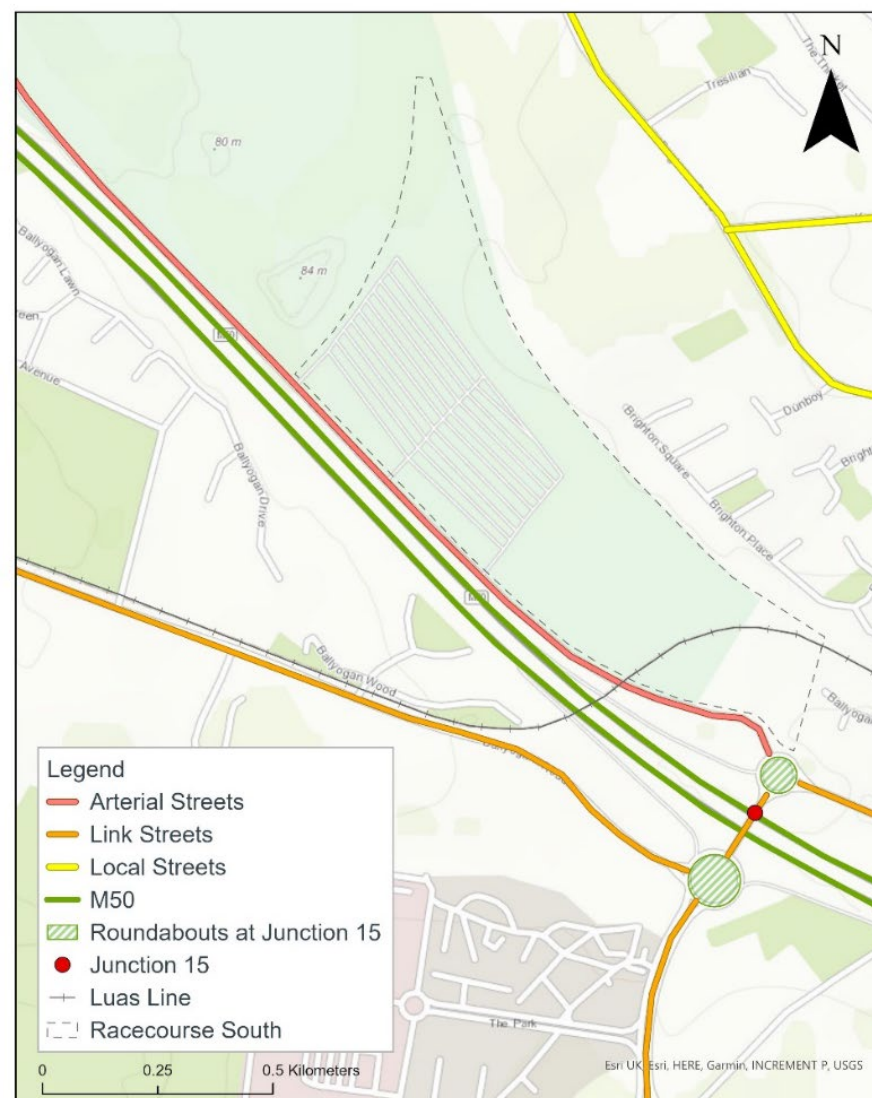 N
Tresilian
80 m
84 m
Ballyogan Lawn
Avenue
Ballyogan Drive
Dunboy
Brighton Square
Brighton Place
Ballyogan Wood
Legend
Arterial Streets
Link Streets
Local Streets
M50
Roundabouts at Junction 15
Junction 15
Luas Line
Racecourse South
The Park
0 0.25 0.5 Kilometers
Esri UK, Esri, HERE, Garmin, INCREMENT P, USGS